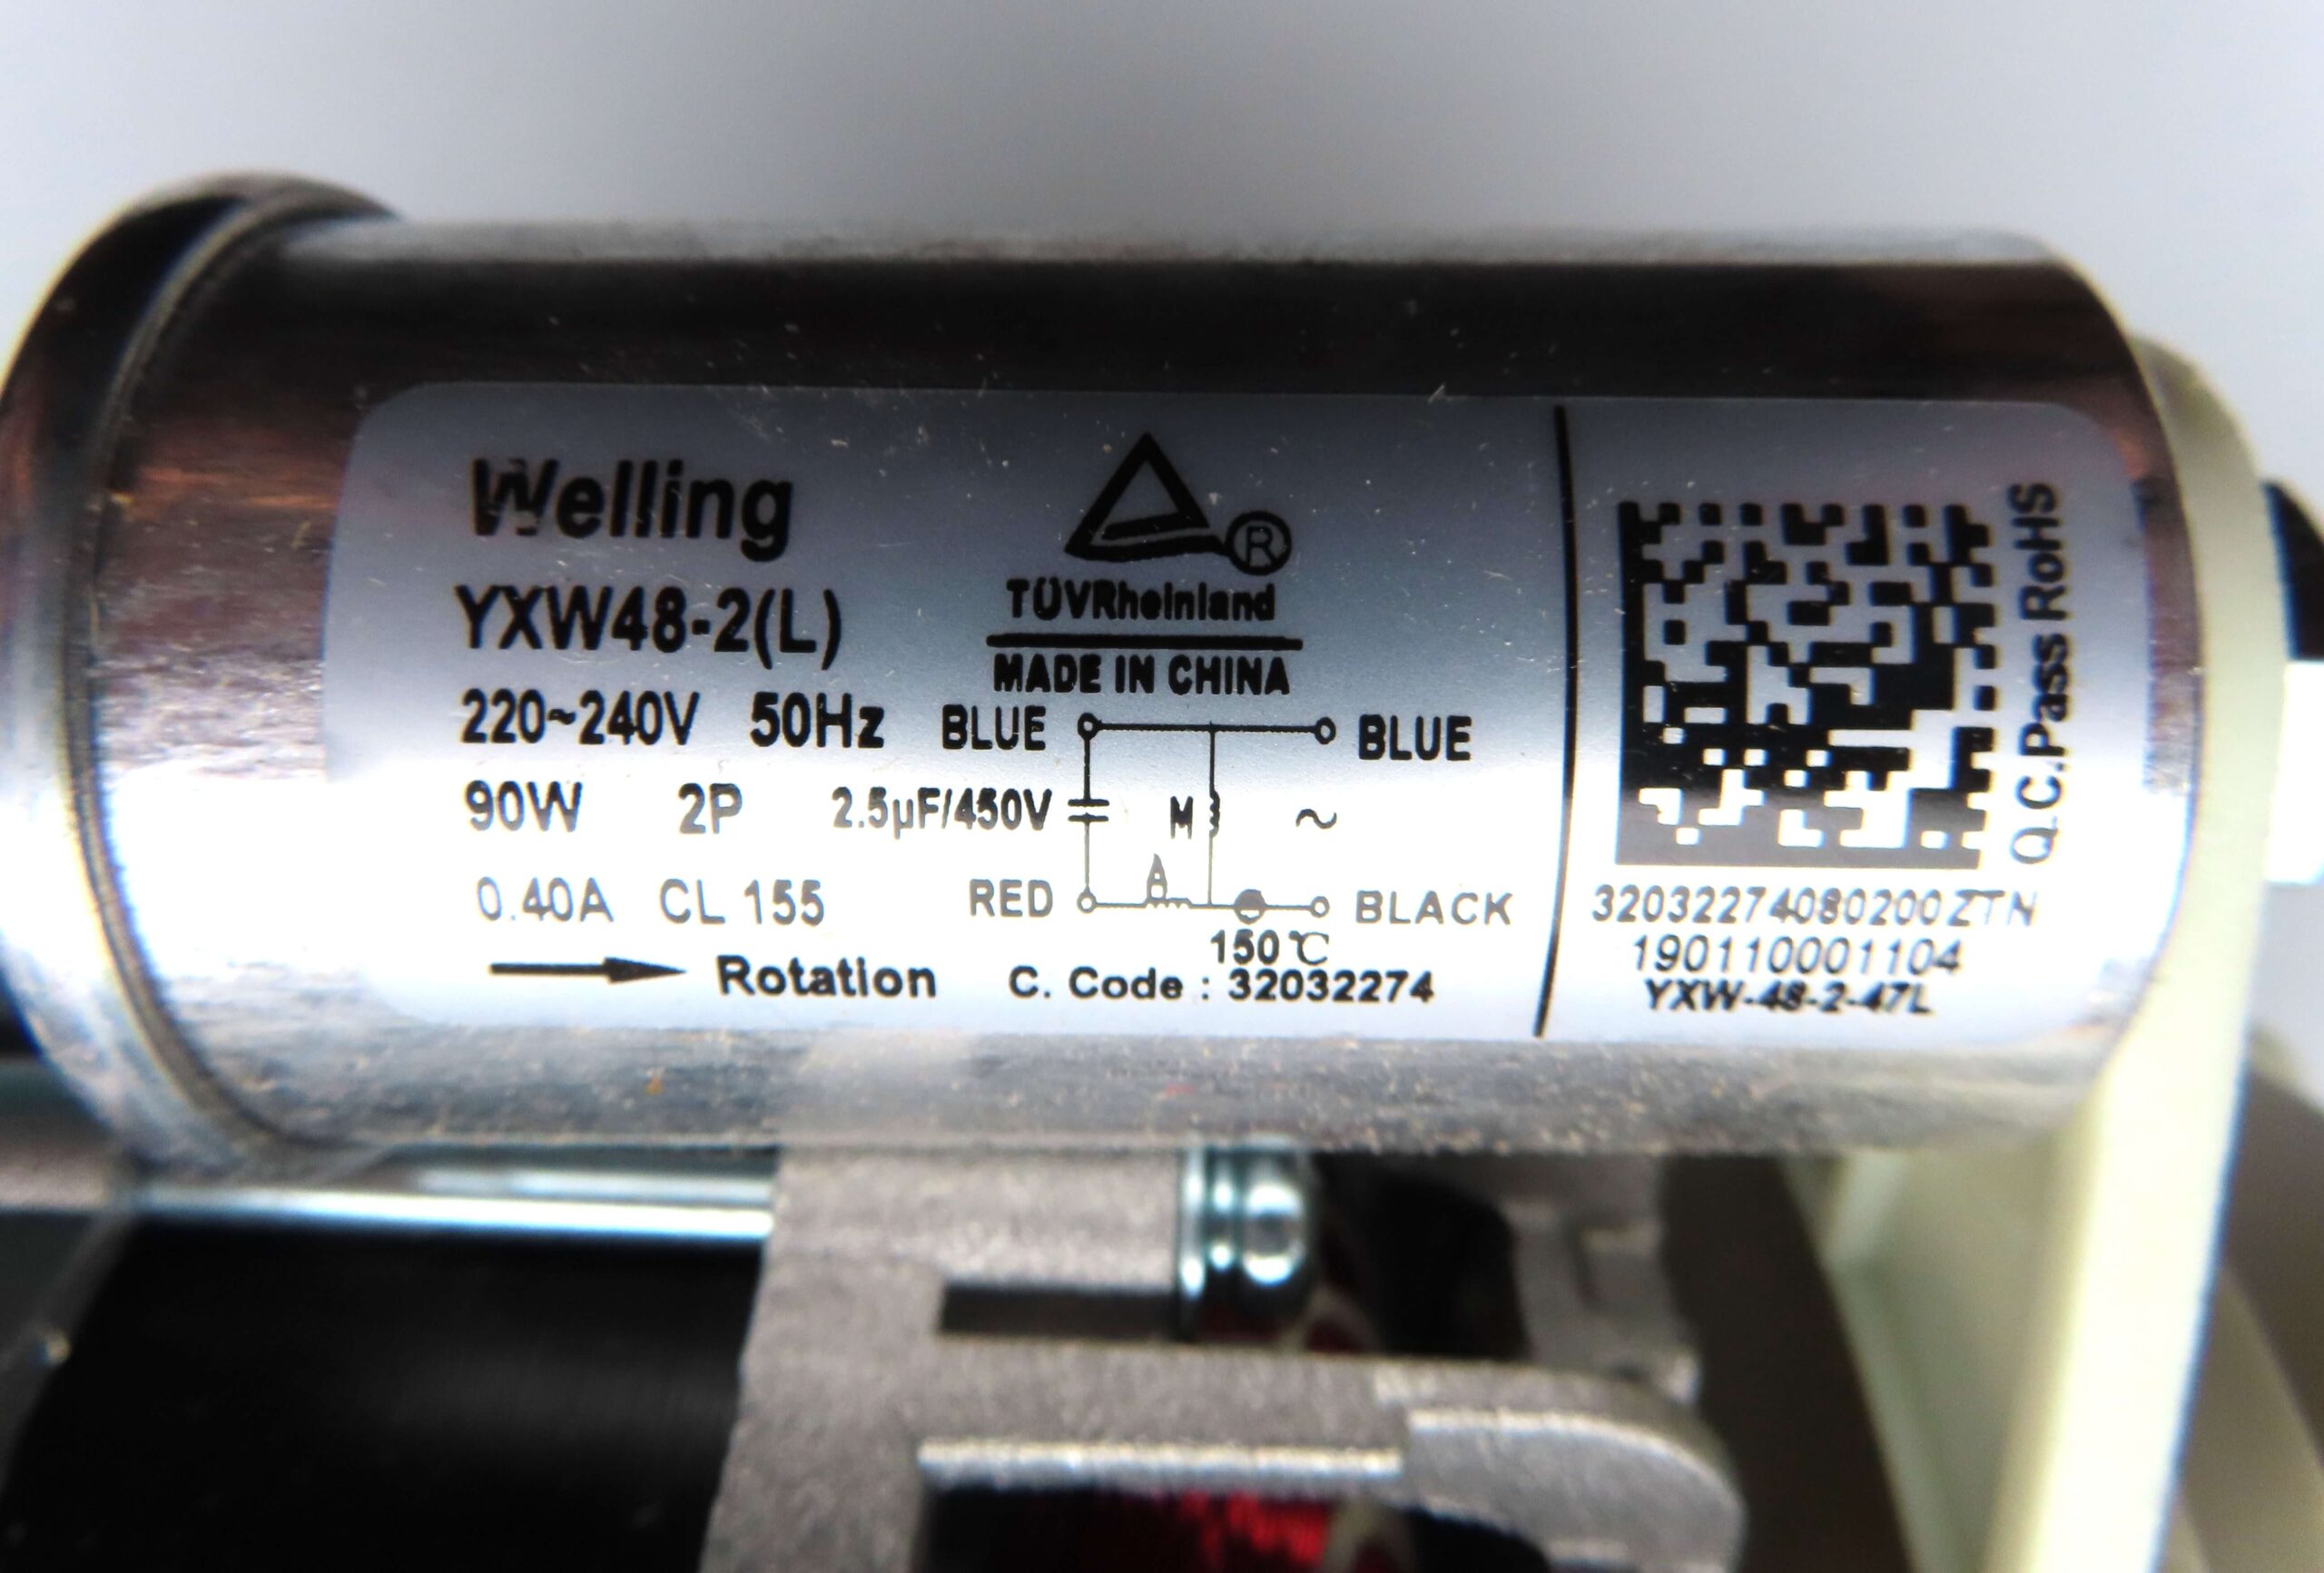 Welling
YXW48-2(L)
220~240V 50Hz
90W 2P
0.40A CL 155
Rotation
®
TÜVRheinland
MADE IN CHINA
BLUE BLUE
2.5µF/450V M ~
A
RED BLACK
150℃
C. Code : 32032274
Q.C.Pass RoHS
32032274080200ZTN
190110001104
YXW-48-2-47L